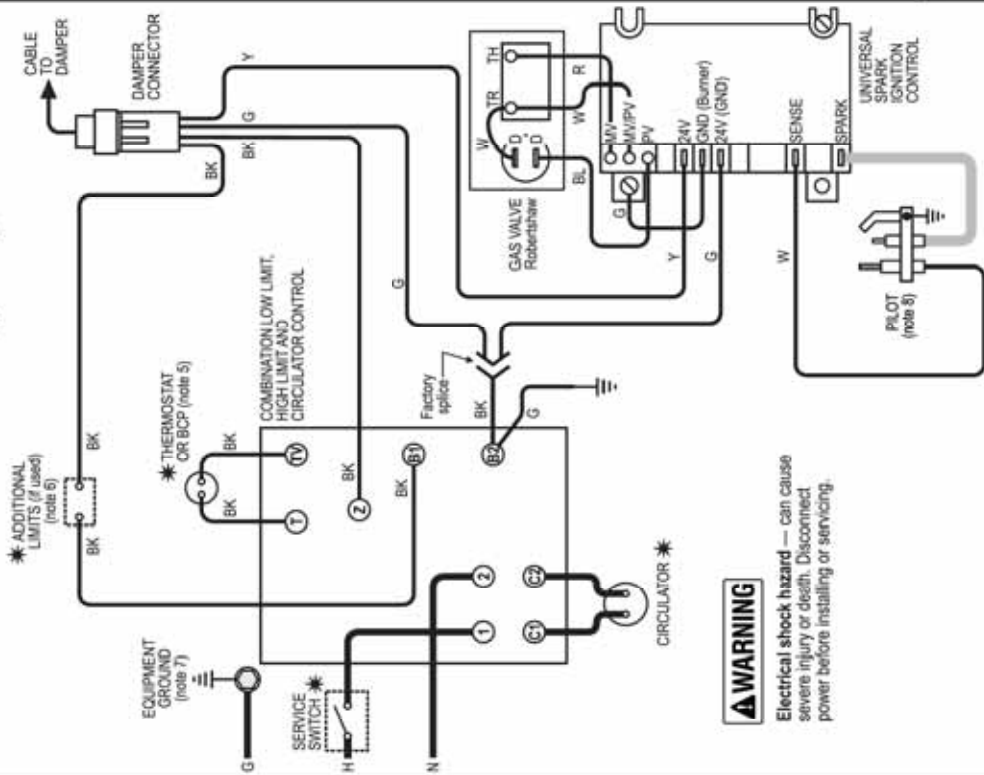 CABLE
TO
DAMPER
DAMPER
CONNECTOR
Y
G
BK
BK
BK
BK
✷ ADDITIONAL
LIMITS (if used)
(note 6)
✷ THERMOSTAT
OR BCP (note 5)
BK
BK
T
TV
COMBINATION LOW LIMIT,
HIGH LIMIT AND
CIRCULATOR CONTROL
Z
BK
B1
BK
B2
BK
G
Factory
splice
G
EQUIPMENT
GROUND
(note 7)
G
SERVICE
SWITCH ✷
H
N
1
2
C1
C2
CIRCULATOR ✷
GAS VALVE
Robertshaw
TR
TH
D
D
W
W
R
BL
G
MV
MV/PV
PV
24V
GND (Burner)
24V (GND)
SENSE
SPARK
Y
G
W
UNIVERSAL
SPARK
IGNITION
CONTROL
PILOT
(note 8)
WARNING
Electrical shock hazard — can cause
severe injury or death. Disconnect
power before installing or servicing.